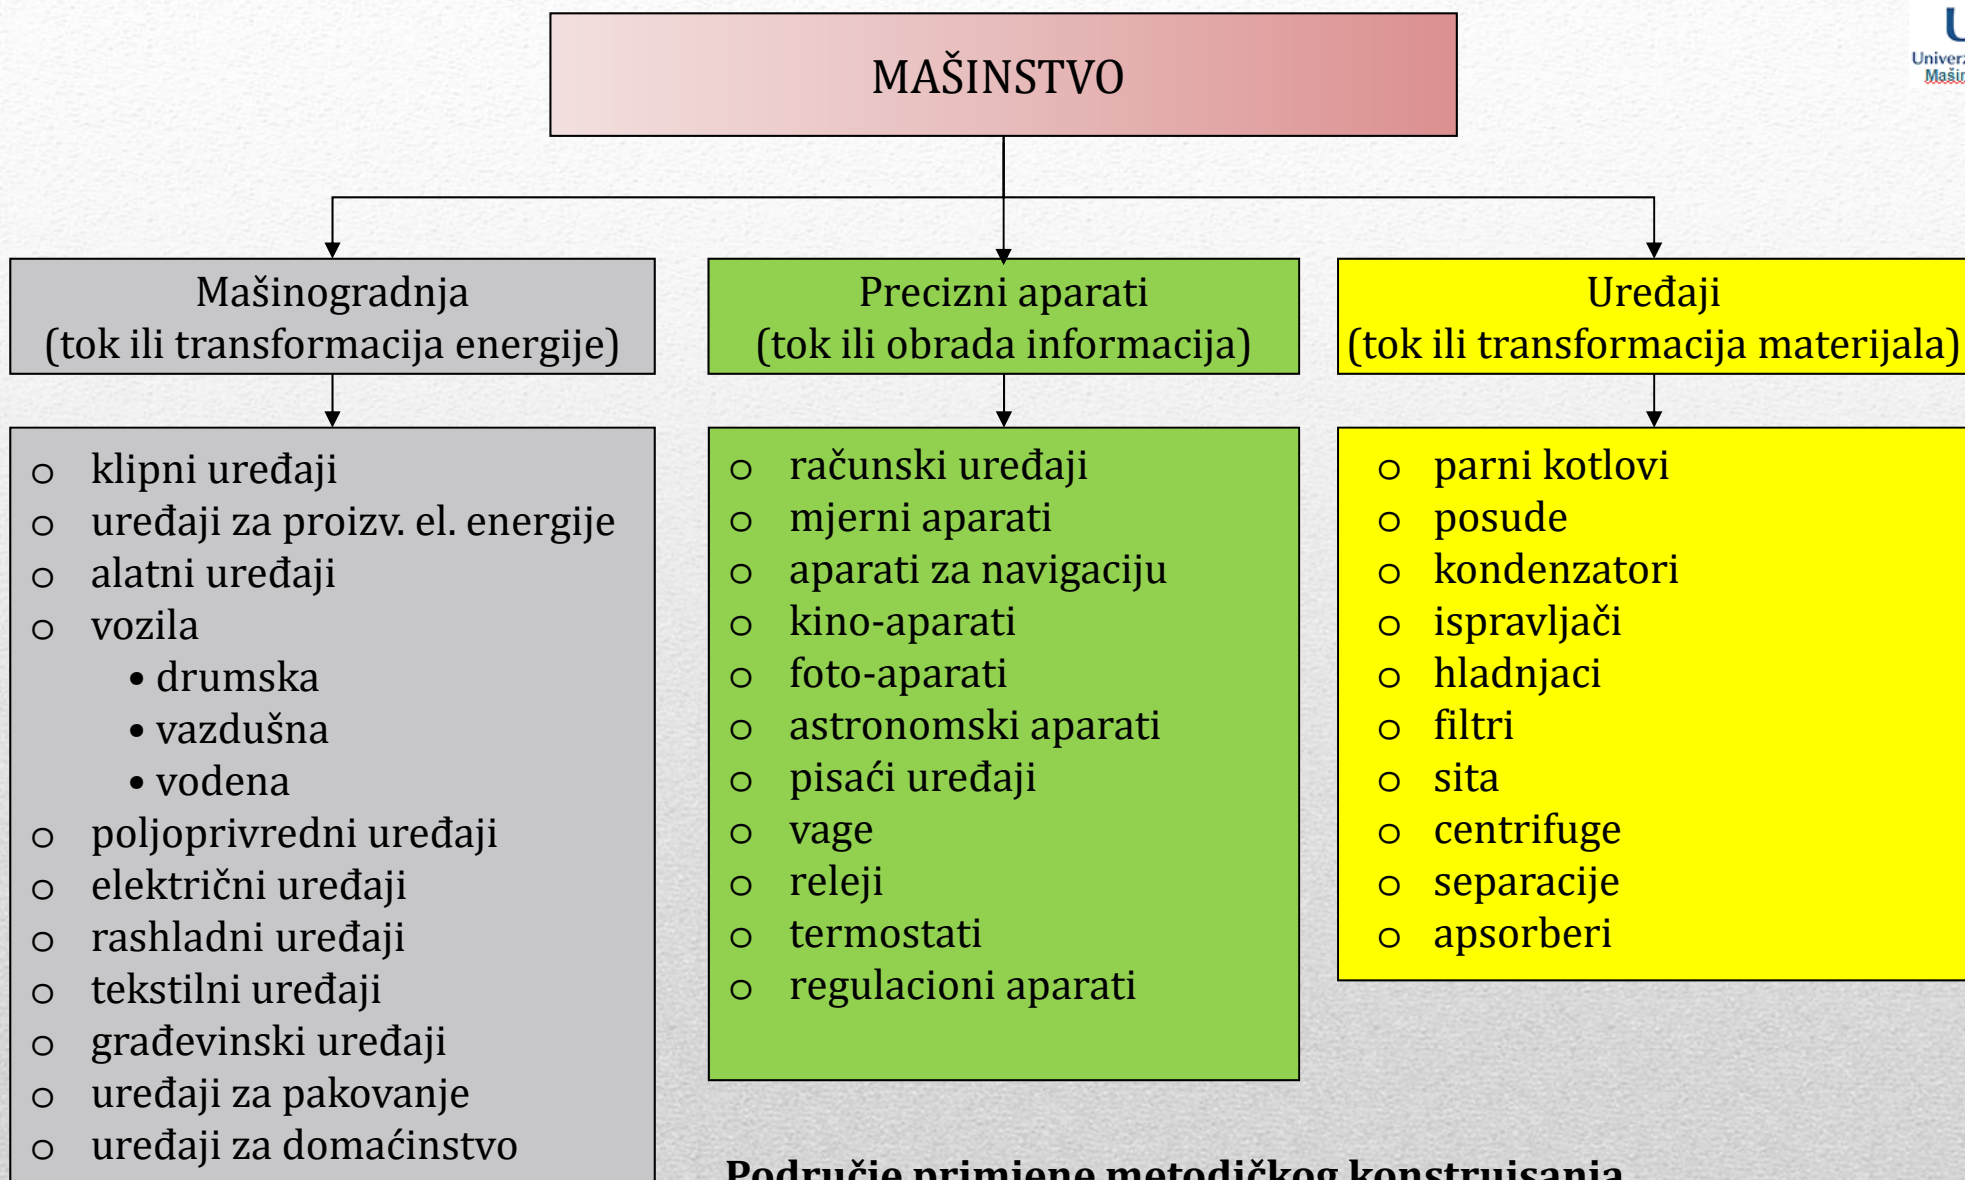 MAŠINSTVO
Mašinogradnja
(tok ili transformacija energije)
klipni uređaji
uređaji za proizv. el. energije
alatni uređaji
vozila
• drumska
• vazdušna
• vodena
poljoprivredni uređaji
električni uređaji
rashladni uređaji
tekstilni uređaji
građevinski uređaji
uređaji za pakovanje
uređaji za domaćinstvo
Precizni aparati
(tok ili obrada informacija)
računski uređaji
mjerni aparati
aparati za navigaciju
kino-aparati
foto-aparati
astronomski aparati
pisaći uređaji
vage
releji
termostati
regulacioni aparati
Uređaji
(tok ili transformacija materijala)
parni kotlovi
posude
kondenzatori
ispravljači
hladnjaci
filtri
sita
centrifuge
separacije
apsorberi
Područje primjene metodičkog konstruisanja